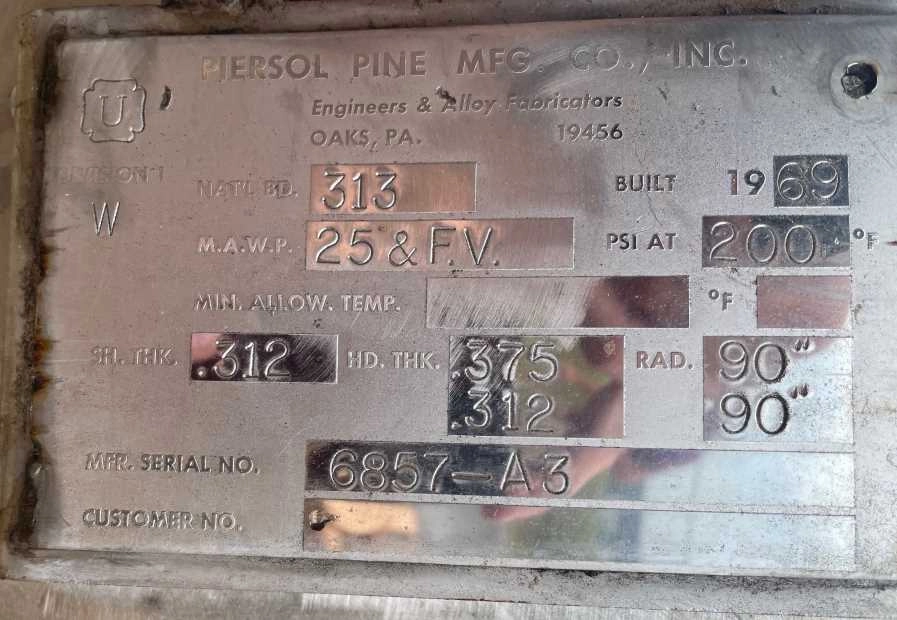 PIERSOL PINE MFG. CO., INC.
U
Engineers & Alloy Fabricators
OAKS, PA. 19456
DIVISION 1
NAT'L BD. 313 BUILT 1969
W
M.A.W.P. 25 & F.V. PSI AT 200 °F
MIN. ALLOW. TEMP. °F
SH. THK. .312 HD. THK. .375 RAD. 90"
.312 90"
MFR. SERIAL NO. 6857-A3
CUSTOMER NO.